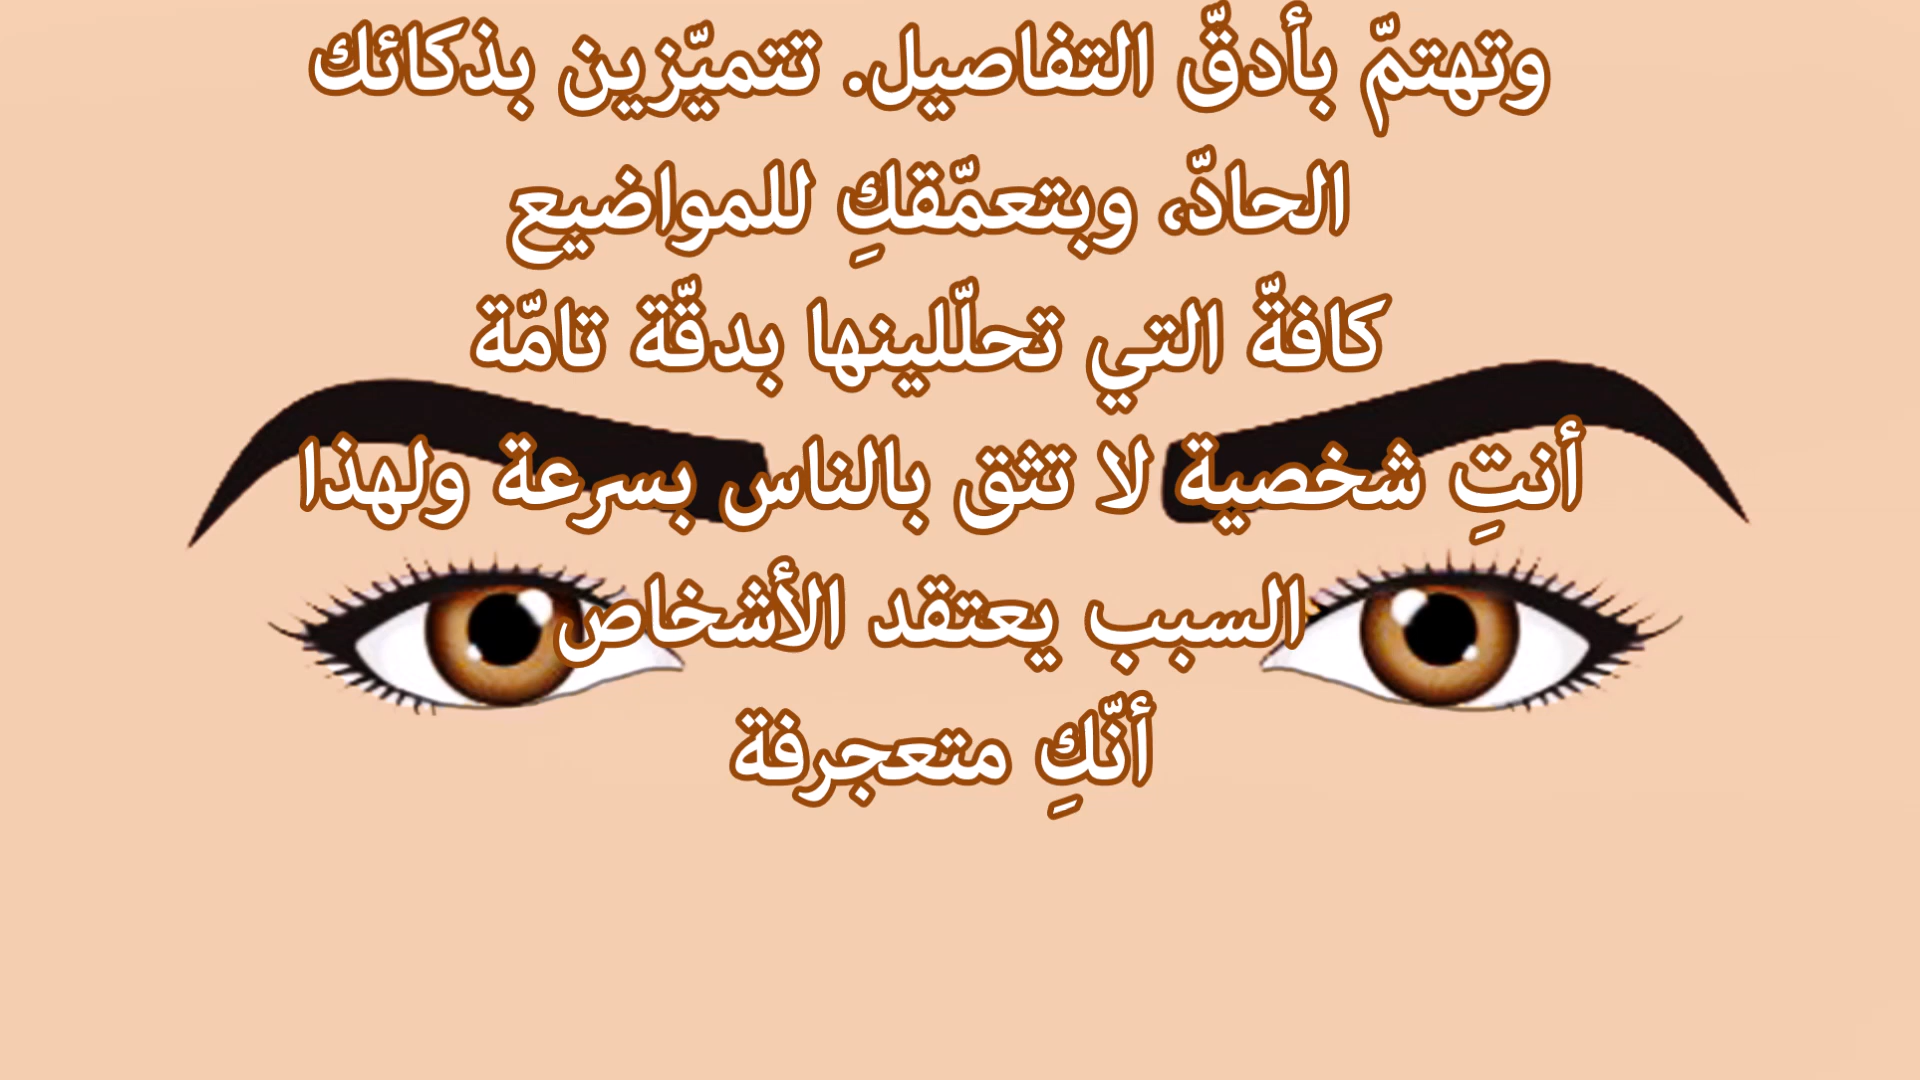 وتهتمّ بأدقّ التفاصيل. تتميّزين بذكائك
الحادّ، وبتعمّقكِ للمواضيع
كافةّ التي تحلّلينها بدقّة تامّة
أنتِ شخصية لا تثق بالناس بسرعة ولهذا
السبب يعتقد الأشخاص
أنّكِ متعجرفة